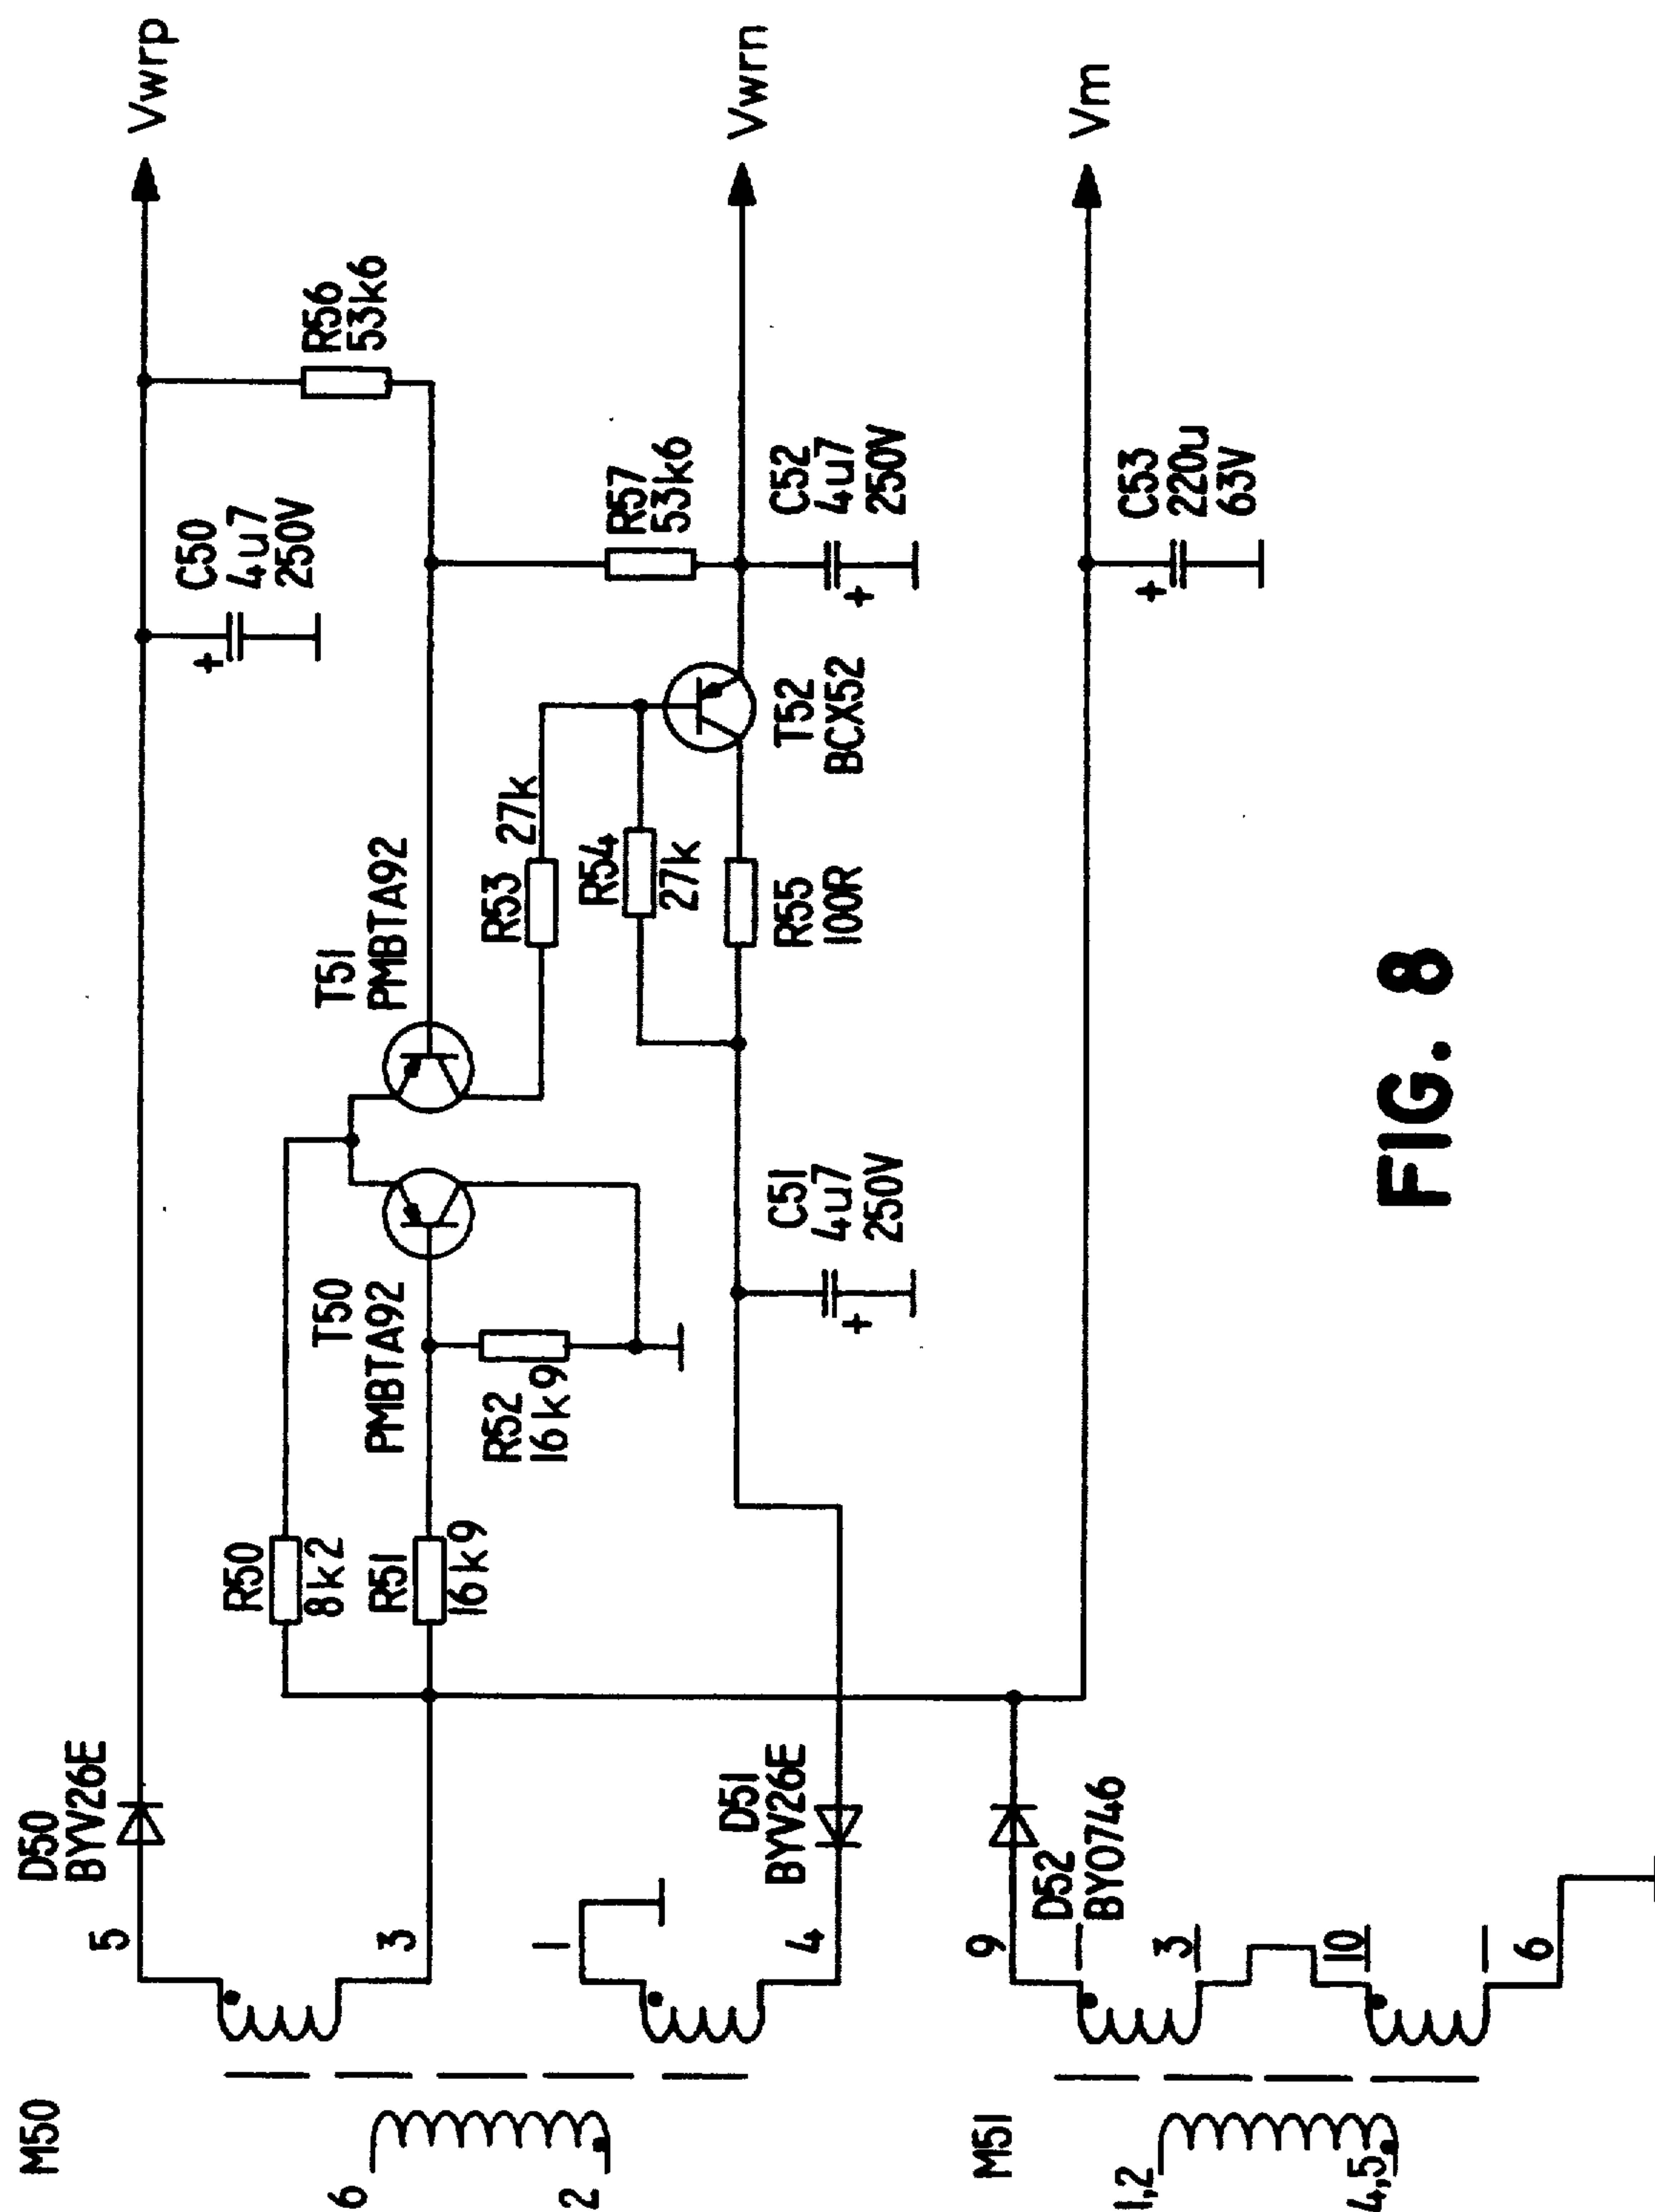 M50
6
2
5
3
1
4
D50
BYV26E
D51
BYV26E
M51
1,2
4,5
9
3
10
6
D52
BYO746
R50
8k2
R51
16k9
R52
16k9
T50
PMBTA92
T51
PMBTA92
C51
4u7
250V
R53
27k
R54
27k
R55
100R
T52
BCX52
C50
4u7
250V
R56
53k6
R57
53k6
C52
4u7
250V
C53
220u
63V
Vwrp
Vwrn
Vm
+
+
+
+
FIG. 8